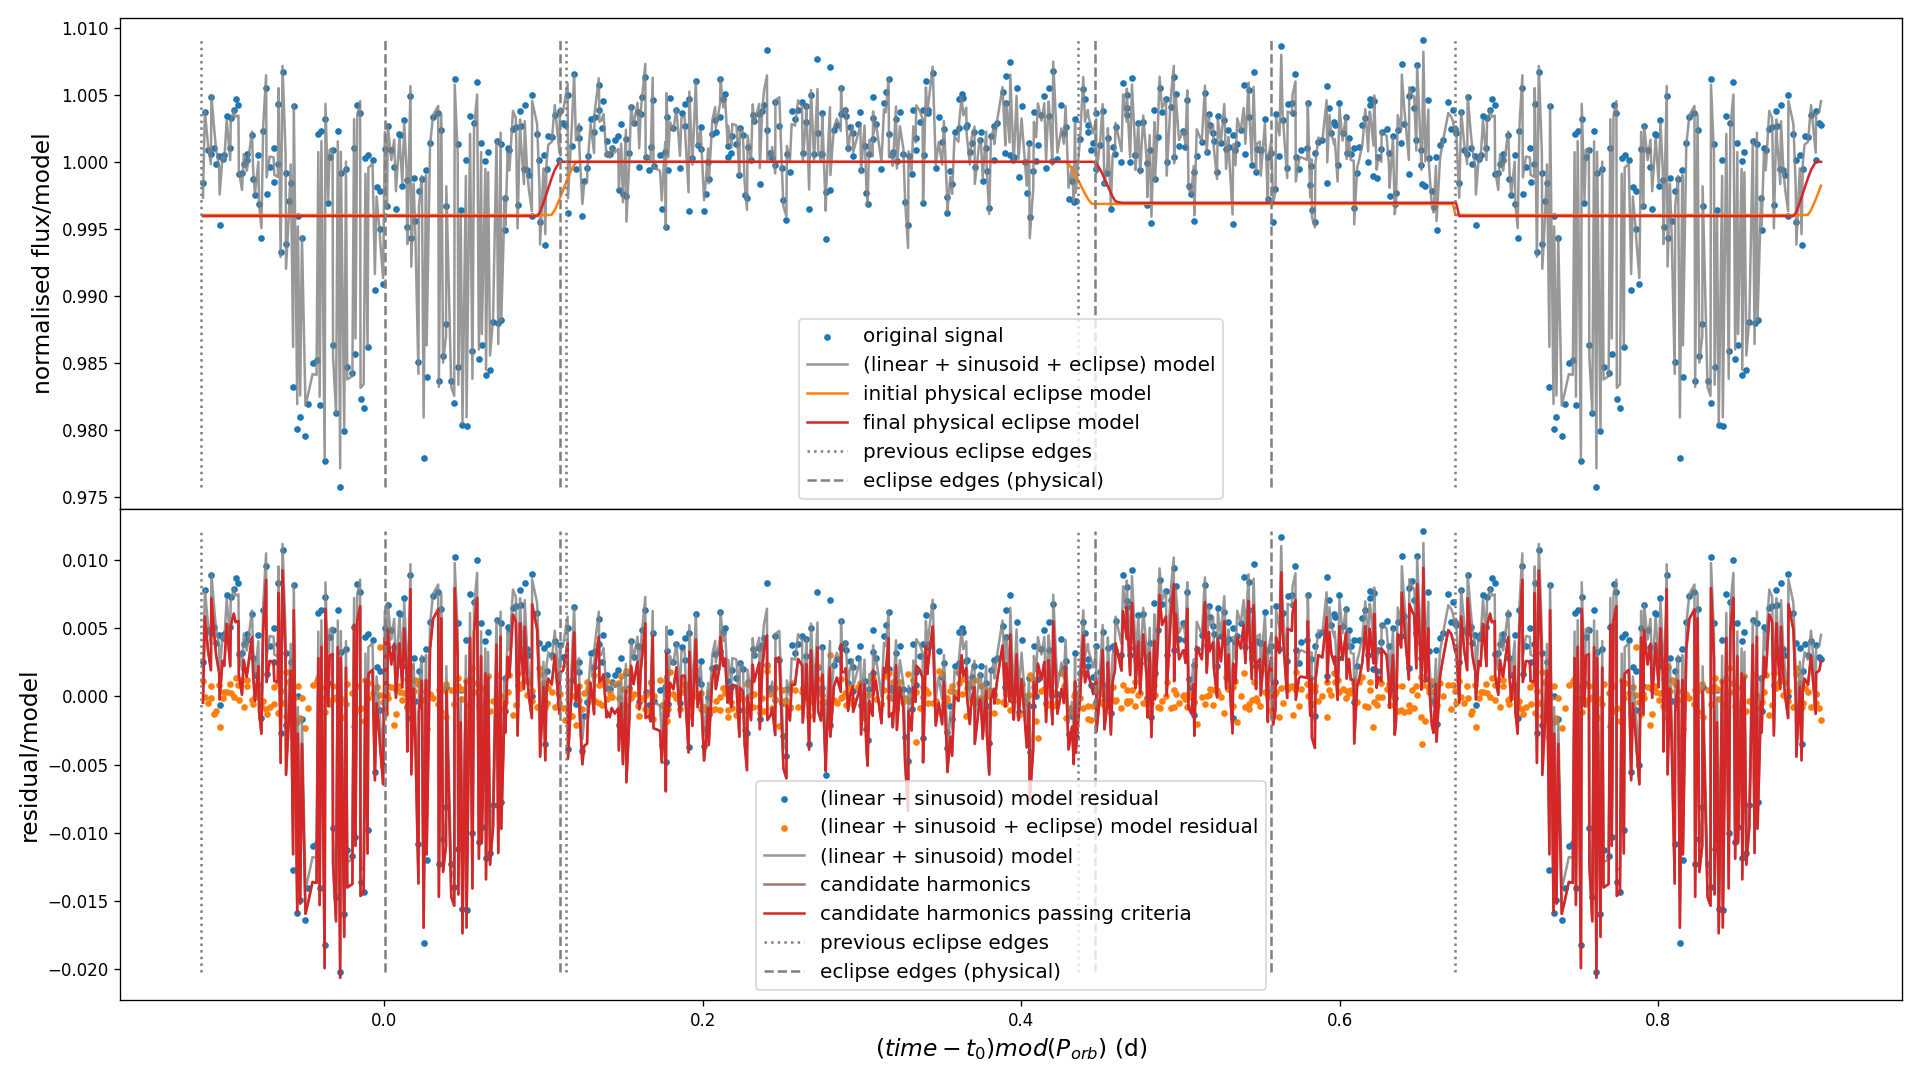 1.010
1.005
1.000
0.995
0.990
0.985
0.980
0.975
normalised flux/model
original signal
(linear + sinusoid + eclipse) model
initial physical eclipse model
final physical eclipse model
previous eclipse edges
eclipse edges (physical)
0.010
0.005
0.000
−0.005
−0.010
−0.015
−0.020
residual/model
(linear + sinusoid) model residual
(linear + sinusoid + eclipse) model residual
(linear + sinusoid) model
candidate harmonics
candidate harmonics passing criteria
previous eclipse edges
eclipse edges (physical)
0.0 0.2 0.4 0.6 0.8
(time − t₀)mod(P_orb) (d)